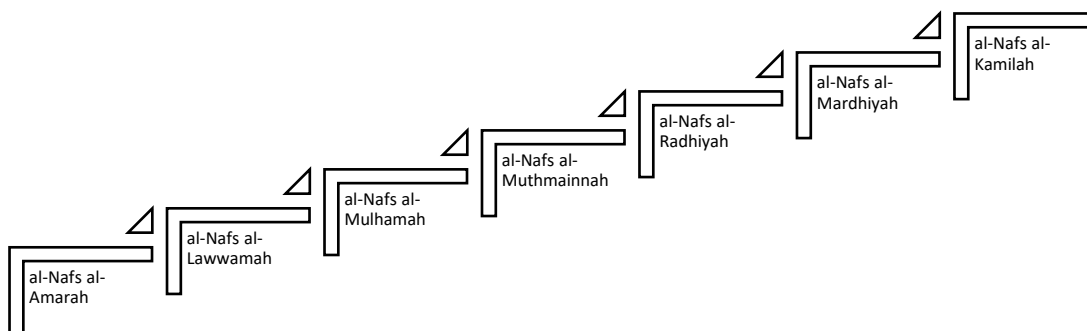 al-Nafs al-
Amarah
al-Nafs al-
Lawwamah
al-Nafs al-
Mulhamah
al-Nafs al-
Muthmainnah
al-Nafs al-
Radhiyah
al-Nafs al-
Mardhiyah
al-Nafs al-
Kamilah